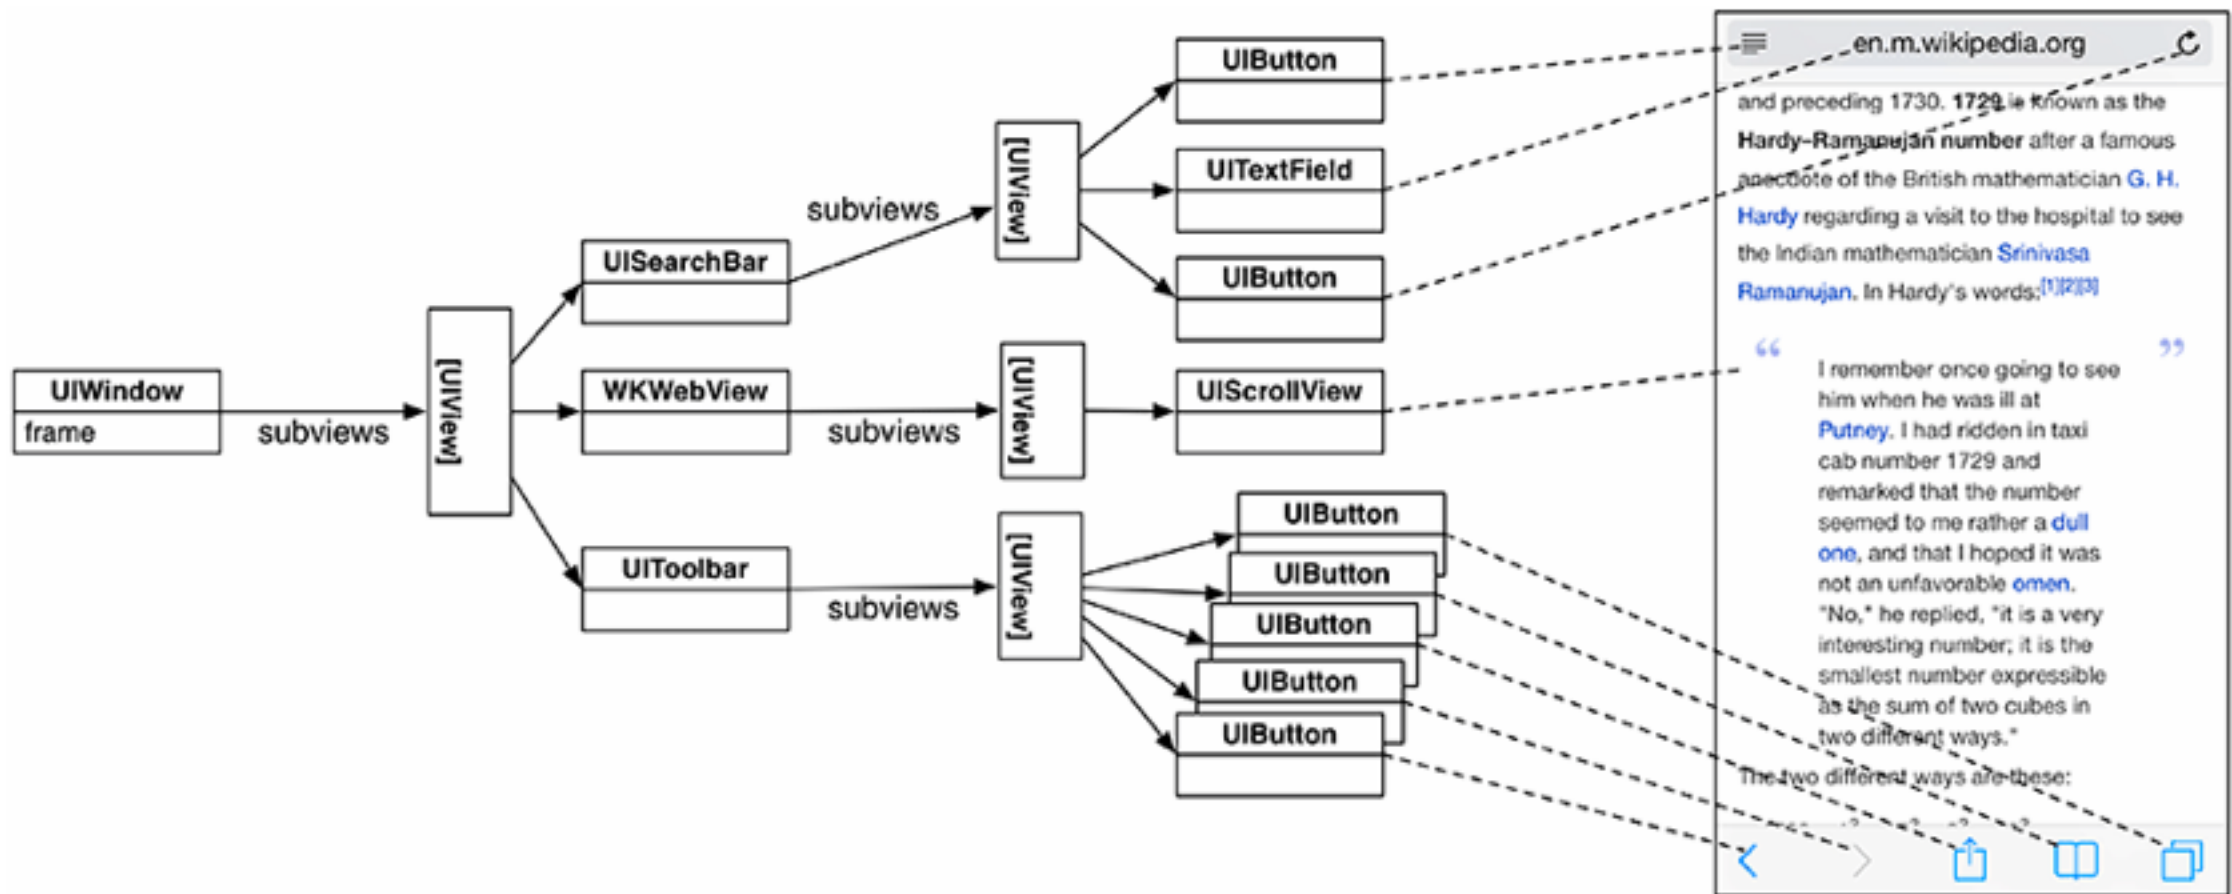 UIWindow
frame
subviews
[UIView]
UISearchBar
subviews
[UIView]
UIButton
UITextField
UIButton
WKWebView
subviews
[UIView]
UIScrollView
UIToolbar
subviews
[UIView]
UIButton
UIButton
UIButton
UIButton
UIButton
en.m.wikipedia.org
and preceding 1730. 1729 is known as the
Hardy–Ramanujan number after a famous
anecdote of the British mathematician G. H.
Hardy regarding a visit to the hospital to see
the Indian mathematician Srinivasa
Ramanujan. In Hardy's words:[1][2][3]
“ ”
I remember once going to see
him when he was ill at
Putney. I had ridden in taxi
cab number 1729 and
remarked that the number
seemed to me rather a dull
one, and that I hoped it was
not an unfavorable omen.
"No," he replied, "it is a very
interesting number; it is the
smallest number expressible
as the sum of two cubes in
two different ways."
The two different ways are these: